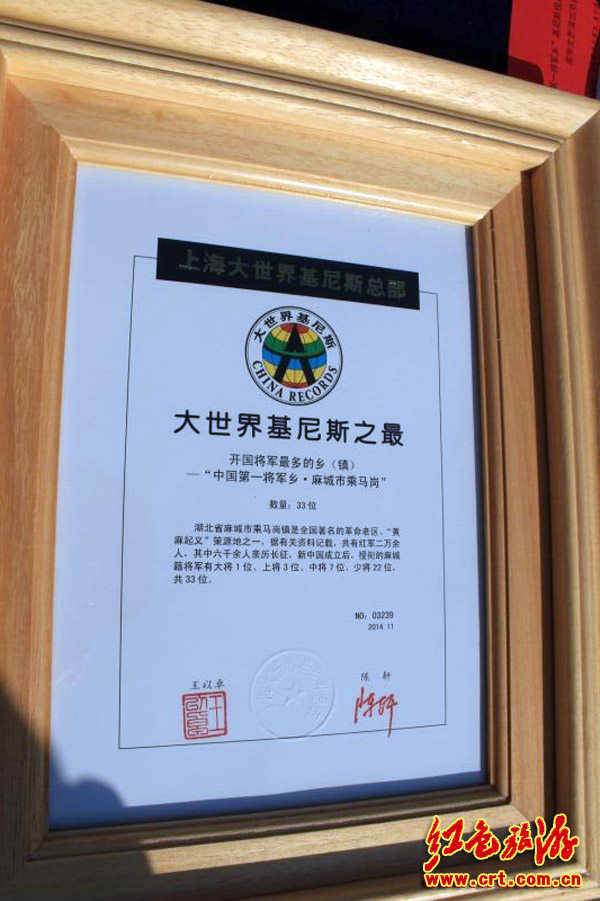 上海大世界基尼斯总部
大世界基尼斯
CHINA RECORDS
大世界基尼斯之最
开国将军最多的乡（镇）
—“中国第一将军乡·麻城市乘马岗”
数量：33 位
湖北省麻城市乘马岗镇是全国著名的革命老区、“黄
麻起义”策源地之一，据有关资料记载，共有红军二万余
人，其中六千余人亲历长征，新中国成立后，授衔的麻城
籍将军有大将 1 位、上将 3 位、中将 7 位、少将 22 位，
共 33 位。
NO: 03239
2014.11
王以卓
陈 轩
陈轩
红色旅游
www.crt.com.cn